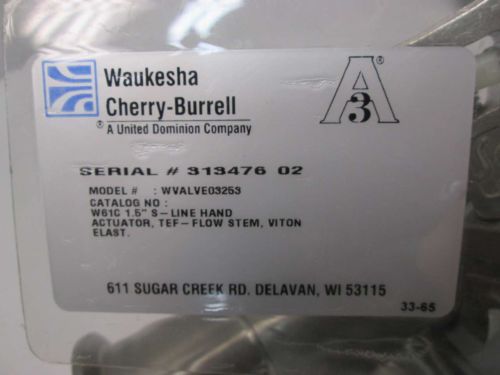 Waukesha
Cherry-Burrell
® A United Dominion Company
A3®
SERIAL # 313476 02
MODEL # : WVALVE03253
CATALOG NO :
W61C 1.5" S-LINE HAND
ACTUATOR, TEF-FLOW STEM, VITON
ELAST.
611 SUGAR CREEK RD. DELAVAN, WI 53115
33-65